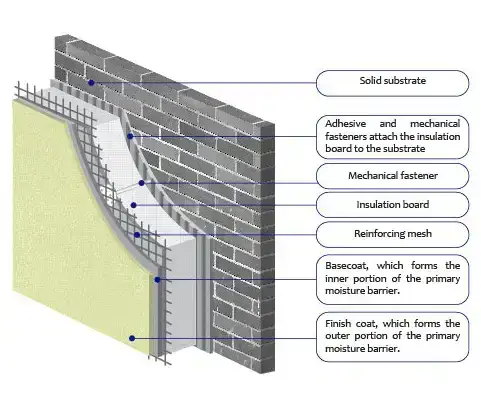 Solid substrate
Adhesive and mechanical
fasteners attach the insulation
board to the substrate
Mechanical fastener
Insulation board
Reinforcing mesh
Basecoat, which forms the
inner portion of the primary
moisture barrier.
Finish coat, which forms the
outer portion of the primary
moisture barrier.